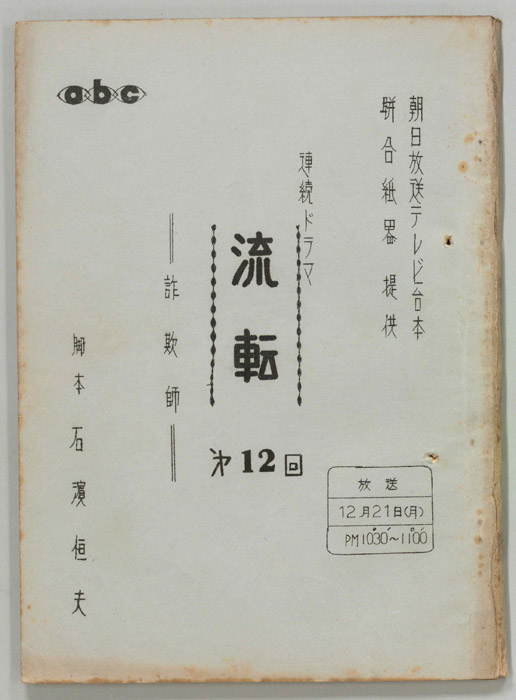 abc
朝日放送テレビ台本
聯合紙器 提供
連続ドラマ
流転
第12回
詐欺師
脚本 石濵恒夫
放送
12月21日(月)
PM10°30′~11°00′